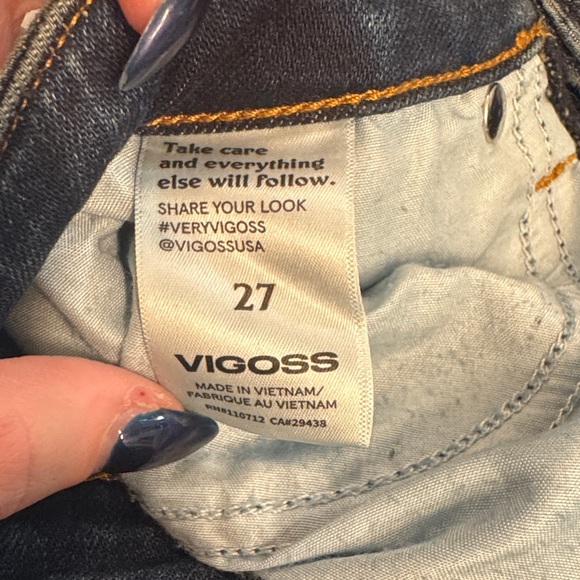 Take care
and everything
else will follow.
SHARE YOUR LOOK
#VERYVIGOSS
@VIGOSSUSA
27
VIGOSS
MADE IN VIETNAM/
FABRIQUE AU VIETNAM
RN#110712 CA#29438